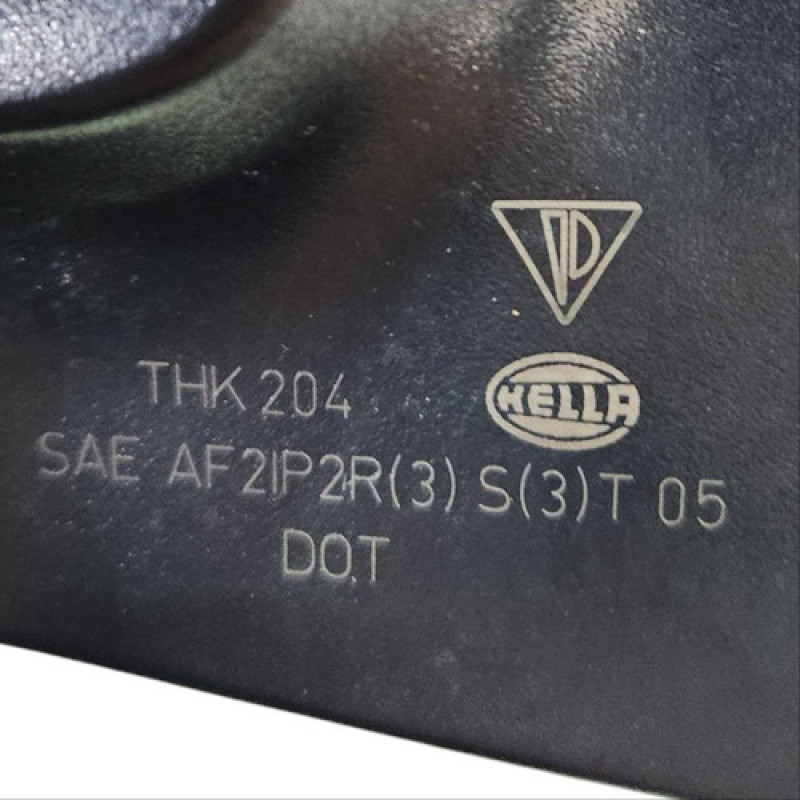 THK 204
HELLA
SAE AF2IP2R(3) S(3)T 05
DOT